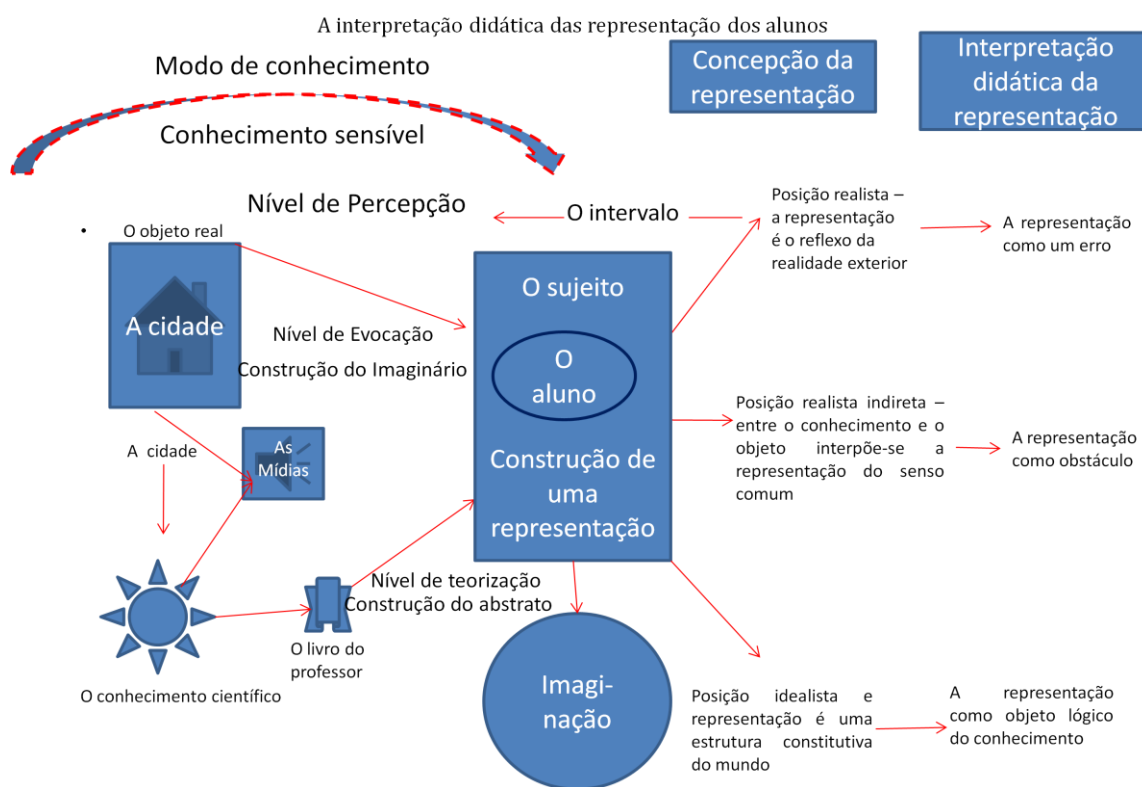 A interpretação didática das representação dos alunos
Modo de conhecimento
Conhecimento sensível
Concepção da
representação
Interpretação
didática da
representação
Nível de Percepção
O intervalo
Posição realista –
a representação
é o reflexo da
realidade exterior
A representação
como um erro
• O objeto real
A cidade
O sujeito
O
aluno
Construção de
uma
representação
Nível de Evocação
Construção do Imaginário
Posição realista indireta –
entre o conhecimento e o
objeto interpõe-se a
representação do senso
comum
A representação
como obstáculo
A cidade
As
Mídias
Nível de teorização
Construção do abstrato
O livro do
professor
O conhecimento científico
Imagi-
nação
Posição idealista e
representação é uma
estrutura constitutiva
do mundo
A representação
como objeto lógico
do conhecimento